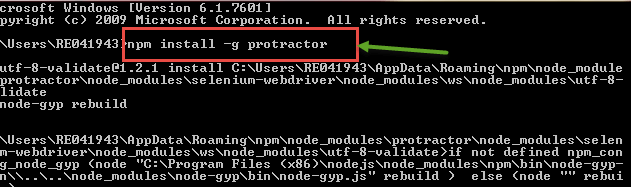 crosoft Windows [Version 6.1.7601]
pyright (c) 2009 Microsoft Corporation.  All rights reserved.
\Users\RE041943>npm install -g protractor
utf-8-validate@1.2.1 install C:\Users\RE041943\AppData\Roaming\npm\node_module
protractor\node_modules\selenium-webdriver\node_modules\ws\node_modules\utf-8-
lidate
node-gyp rebuild
\Users\RE041943\AppData\Roaming\npm\node_modules\protractor\node_modules\selen
m-webdriver\node_modules\ws\node_modules\utf-8-validate>if not defined npm_con
g_node_gyp (node "C:\Program Files (x86)\nodejs\node_modules\npm\bin\node-gyp-
n\\..\..\node_modules\node-gyp\bin\node-gyp.js" rebuild )  else (node "" rebui